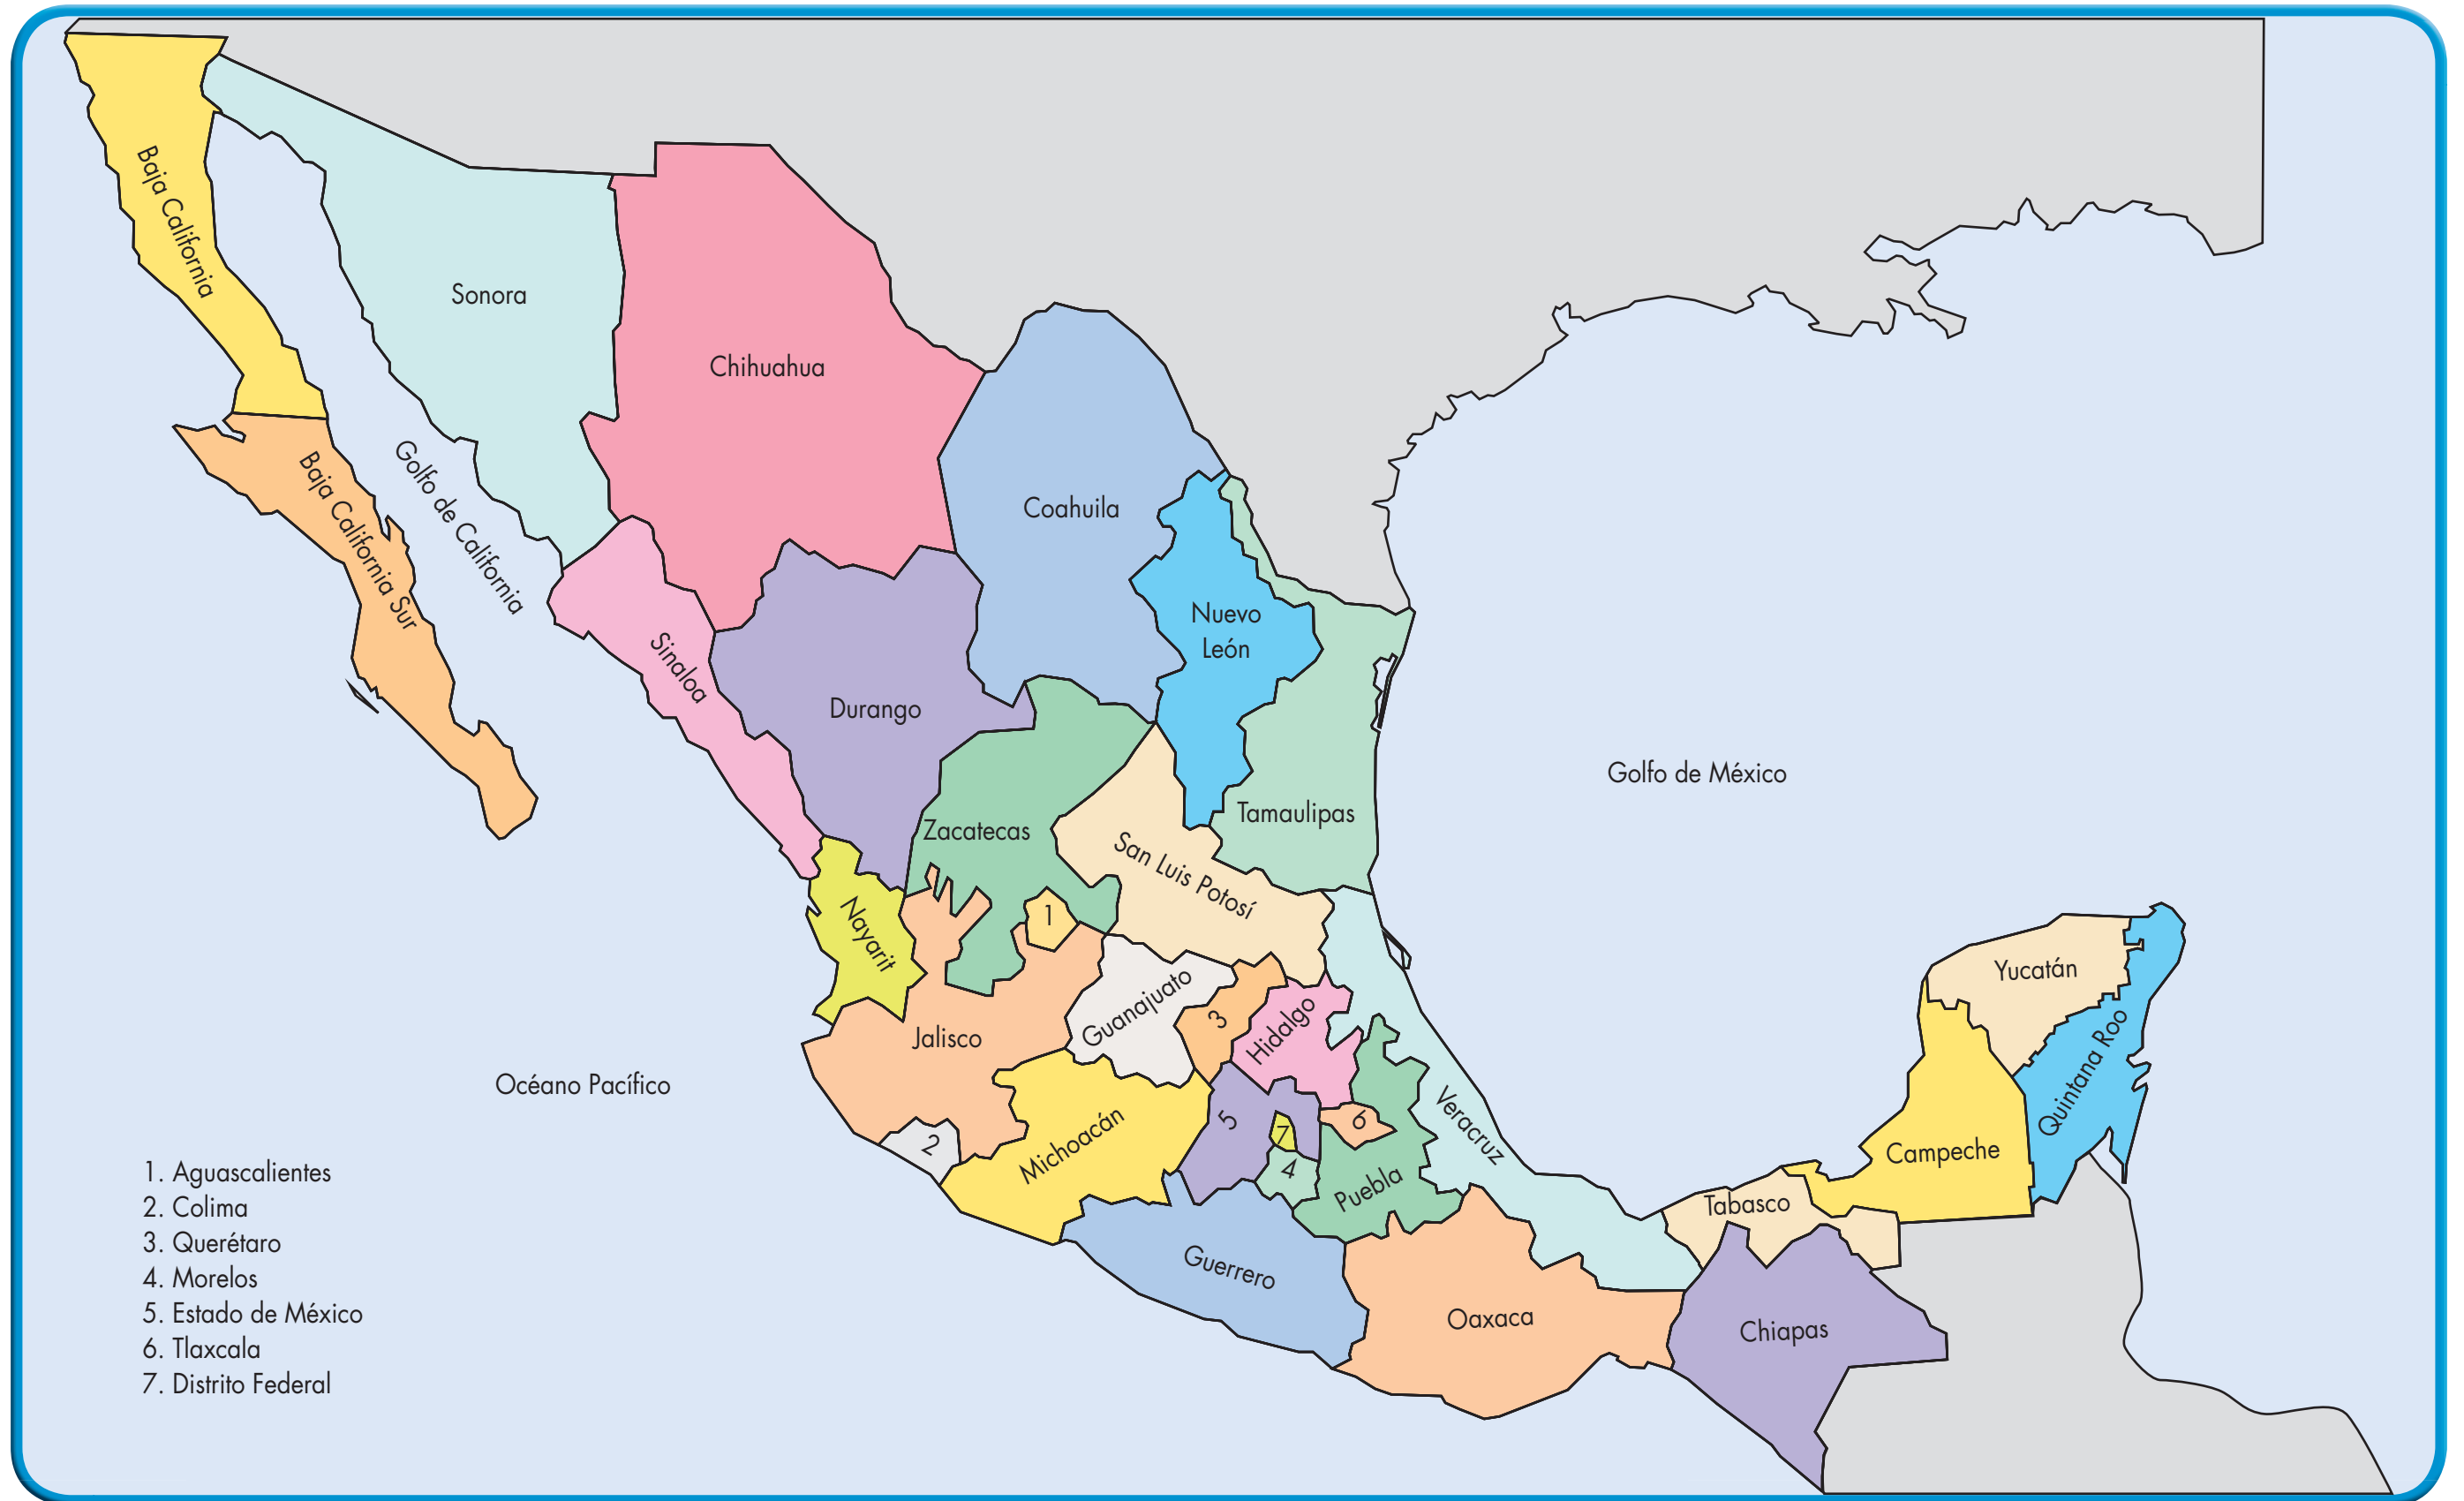 Baja California
Sonora
Chihuahua
Coahuila
Golfo de California
Baja California Sur
Nuevo
León
Sinaloa
Durango
Golfo de México
Tamaulipas
Zacatecas
San Luis Potosí
Nayarit
1
Yucatán
Guanajuato
3
Hidalgo
Jalisco
Quintana Roo
Océano Pacífico
Veracruz
Michoacán
5
6
7
2
4
Campeche
Puebla
Tabasco
Guerrero
Oaxaca
Chiapas
1. Aguascalientes
2. Colima
3. Querétaro
4. Morelos
5. Estado de México
6. Tlaxcala
7. Distrito Federal